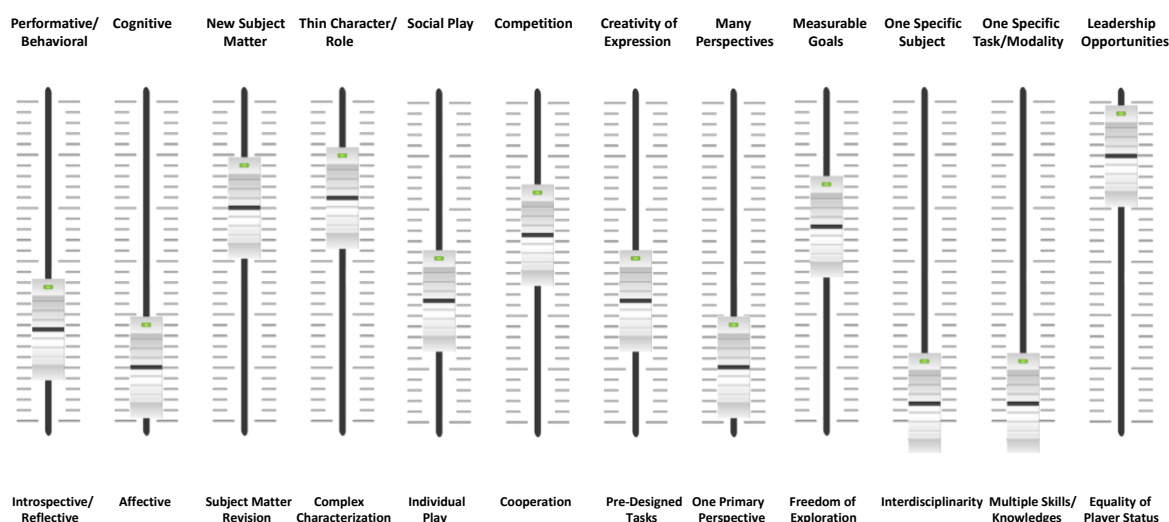 Performative/
Behavioral
Cognitive
New Subject
Matter
Thin Character/
Role
Social Play
Competition
Creativity of
Expression
Many
Perspectives
Measurable
Goals
One Specific
Subject
One Specific
Task/Modality
Leadership
Opportunities
Introspective/
Reflective
Affective
Subject Matter
Revision
Complex
Characterization
Individual
Play
Cooperation
Pre-Designed
Tasks
One Primary
Perspective
Freedom of
Exploration
Interdisciplinarity
Multiple Skills/
Knowledges
Equality of
Player Status